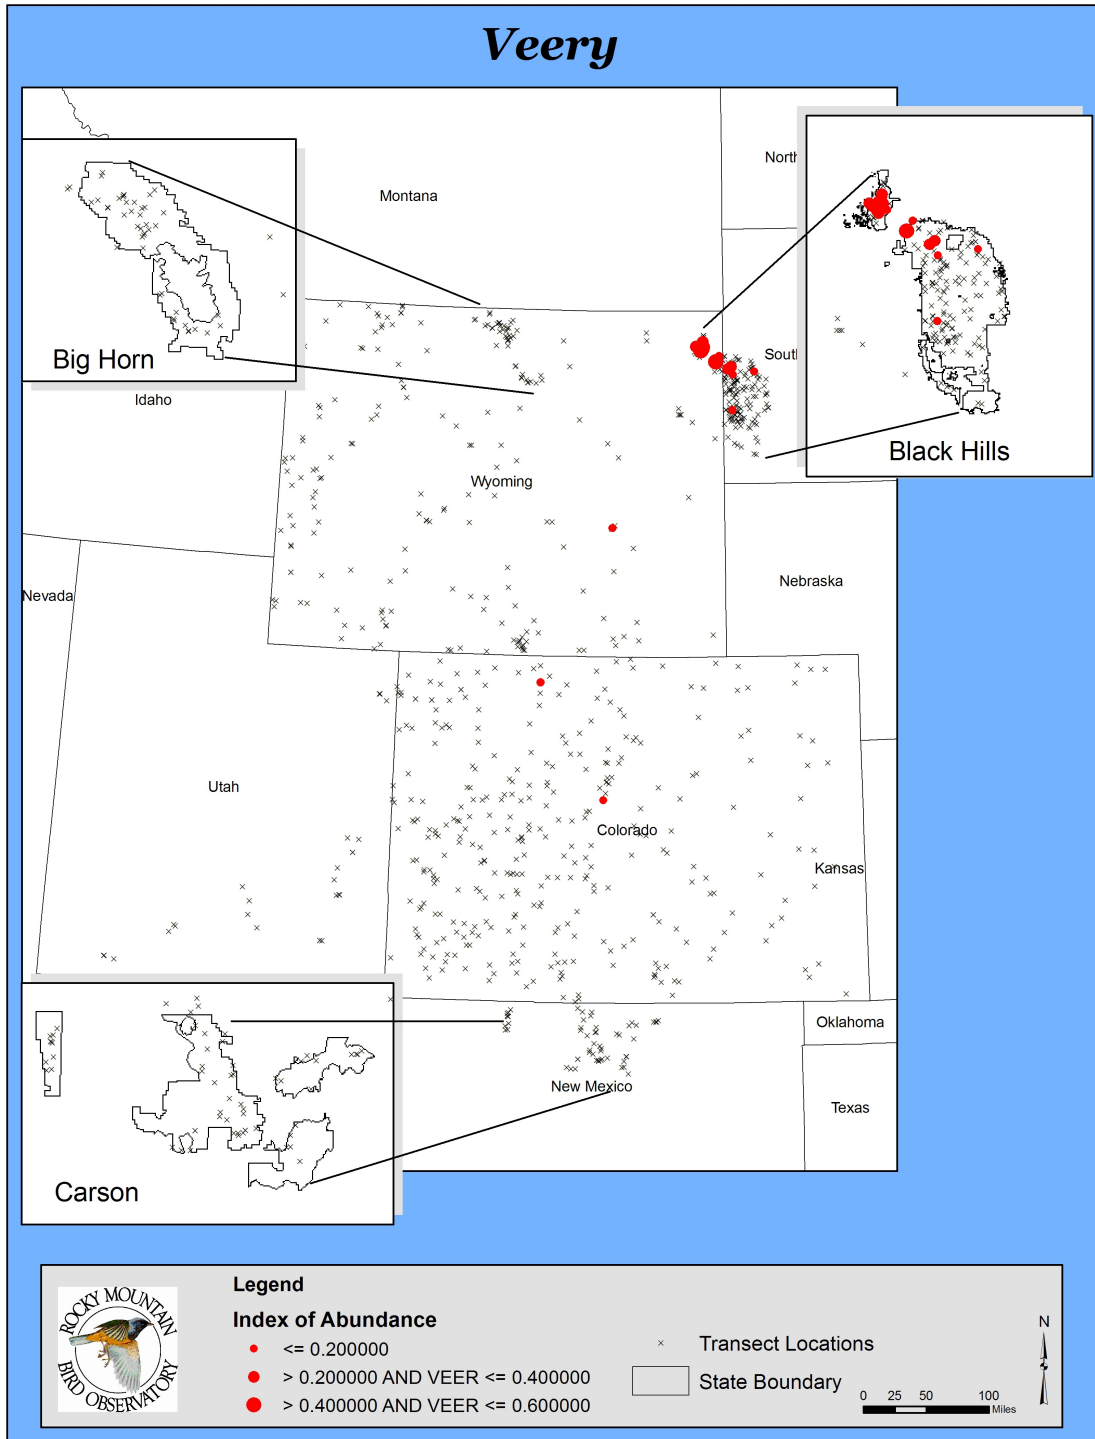 Veery
Montana
North
Big Horn
South
Idaho
Black Hills
Wyoming
Nebraska
Nevada
Utah
Colorado
Kansas
Oklahoma
New Mexico
Texas
Carson
Legend
Index of Abundance
<= 0.200000
> 0.200000 AND VEER <= 0.400000
> 0.400000 AND VEER <= 0.600000
Transect Locations
State Boundary
N
0 25 50 100
Miles
ROCKY MOUNTAIN
BIRD OBSERVATORY